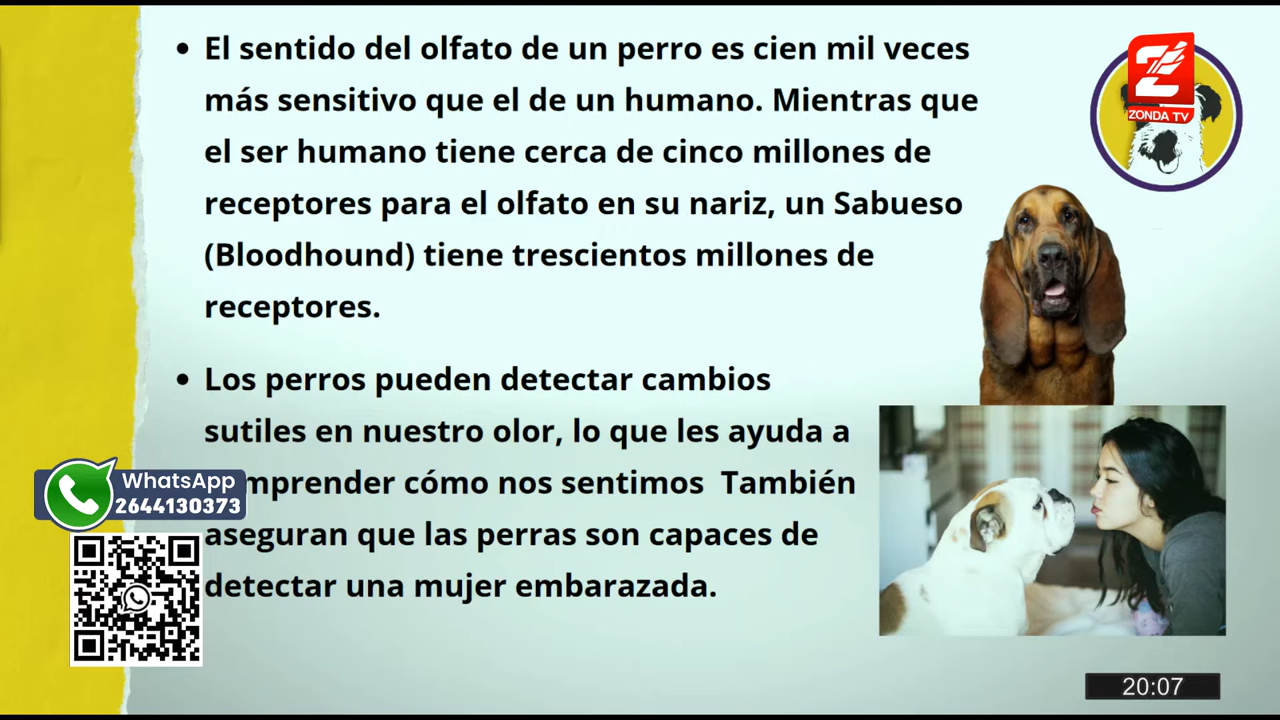 El sentido del olfato de un perro es cien mil veces
más sensitivo que el de un humano. Mientras que
el ser humano tiene cerca de cinco millones de
receptores para el olfato en su nariz, un Sabueso
(Bloodhound) tiene trescientos millones de
receptores.
Los perros pueden detectar cambios
sutiles en nuestro olor, lo que les ayuda a
mprender cómo nos sentimos También
aseguran que las perras son capaces de
detectar una mujer embarazada.
Z
ZONDA TV
WhatsApp
2644130373
20:07